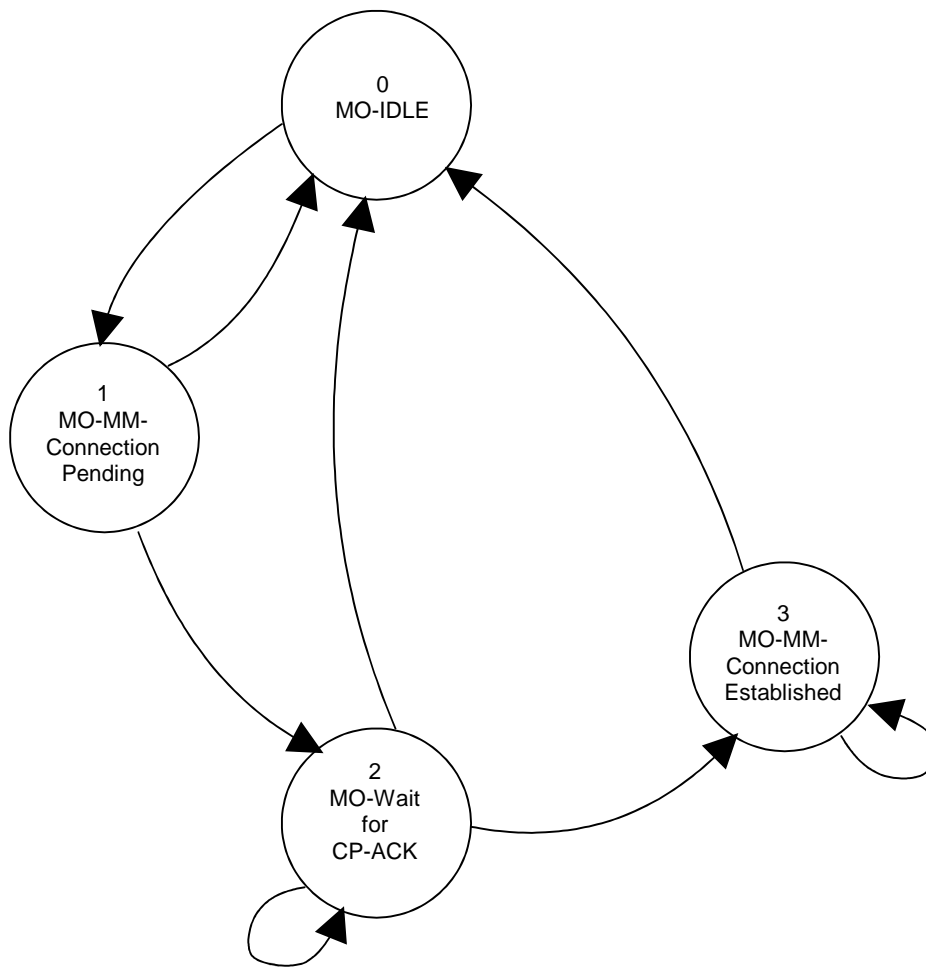 0
MO-IDLE
1
MO-MM-
Connection
Pending
3
MO-MM-
Connection
Established
2
MO-Wait
for
CP-ACK